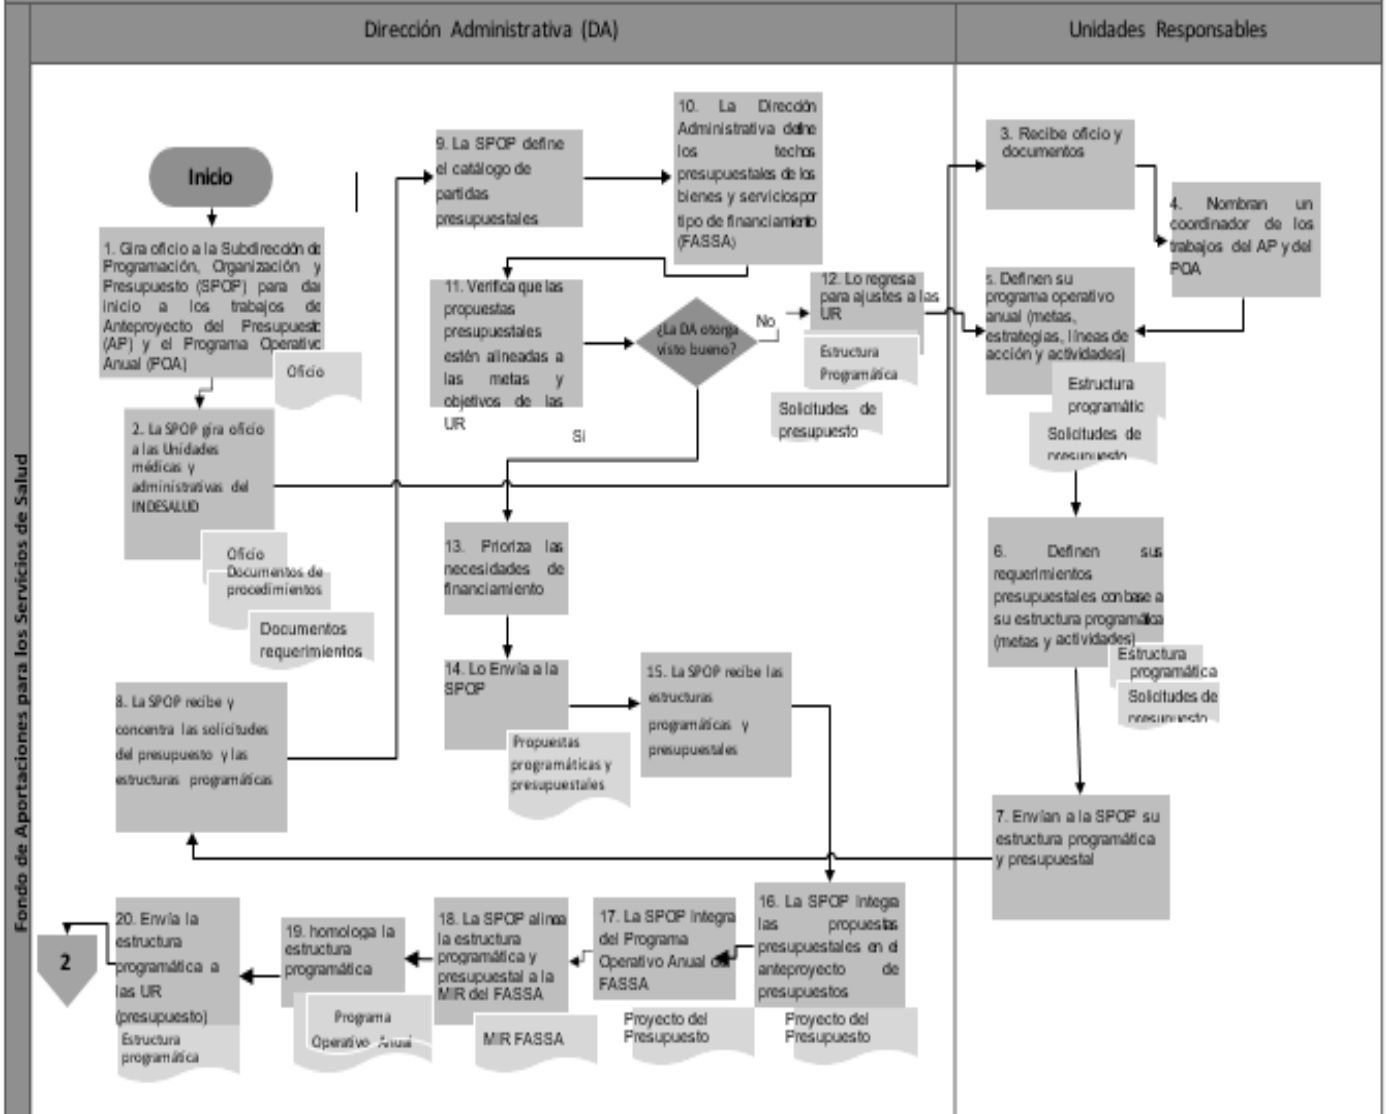 Dirección Administrativa (DA)
Unidades Responsables
Fondo de Aportaciones para los Servicios de Salud
Inicio
1. Gira oficio a la Subdirección de
Programación, Organización y
Presupuesto (SPOP) para dar
inicio a los trabajos de
Anteproyecto del Presupuesto
(AP) y el Programa Operativo
Anual (POA)
Oficio
2. La SPOP gira oficio
a las Unidades
médicas y
administrativas del
INDESALUD
Oficio
Documentos de
procedimientos
Documentos
requerimientos
3. Recibe oficio y
documentos
4. Nombran un
coordinador de los
trabajos del AP y del
POA
5. Definen su
programa operativo
anual (metas,
estrategias, líneas de
acción y actividades)
Estructura
programátic
Solicitudes de
presupuesto
6. Definen sus
requerimientos
presupuestales con base a
su estructura programática
(metas y actividades)
Estructura
programática
Solicitudes de
presupuesto
7. Envían a la SPOP su
estructura programática
y presupuestal
8. La SPOP recibe y
concentra las solicitudes
del presupuesto y las
estructuras programáticas
9. La SPOP define
el catálogo de
partidas
presupuestales
10. La Dirección
Administrativa define
los techos
presupuestales de los
bienes y servicios por
tipo de financiamiento
(FASSA)
11. Verifica que las
propuestas
presupuestales
estén alineadas a
las metas y
objetivos de las
UR
¿La DA otorga
visto bueno?
No
Si
12. Lo regresa
para ajustes a las
UR
Estructura
Programática
Solicitudes de
presupuesto
13. Prioriza las
necesidades de
financiamiento
14. Lo Envía a la
SPOP
Propuestas
programáticas y
presupuestales
15. La SPOP recibe las
estructuras
programáticas y
presupuestales
16. La SPOP Integra
las propuestas
presupuestales en el
anteproyecto de
presupuestos
Proyecto del
Presupuesto
17. La SPOP Integra
del Programa
Operativo Anual del
FASSA
Proyecto del
Presupuesto
18. La SPOP alinea
la estructura
programática y
presupuestal a la
MIR del FASSA
MIR FASSA
19. homologa la
estructura
programática
Programa
Operativo Anual
20. Envía la
estructura
programática a
las UR
(presupuesto)
Estructura
programática
2